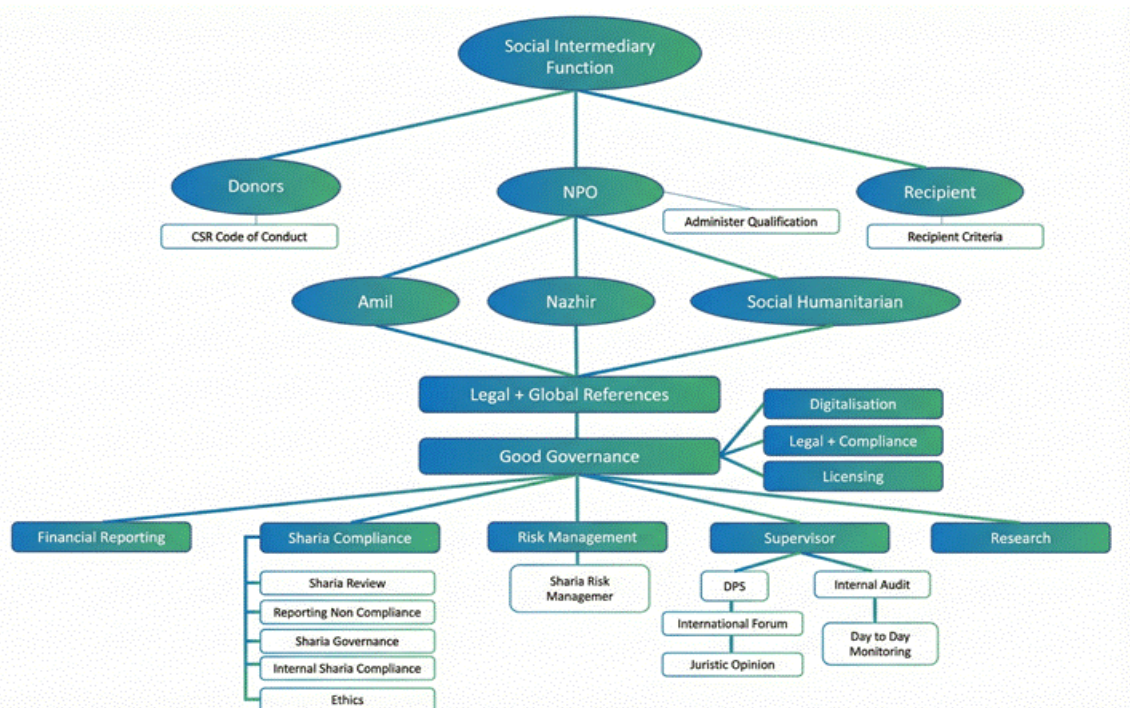 Social Intermediary
Function
Donors
NPO
Recipient
CSR Code of Conduct
Administer Qualification
Recipient Criteria
Amil
Nazhir
Social Humanitarian
Legal + Global References
Digitalisation
Good Governance
Legal + Compliance
Licensing
Financial Reporting
Sharia Compliance
Risk Management
Supervisor
Research
Sharia Review
Reporting Non Compliance
Sharia Governance
Internal Sharia Compliance
Ethics
Sharia Risk
Managemer
DPS
International Forum
Juristic Opinion
Internal Audit
Day to Day
Monitoring